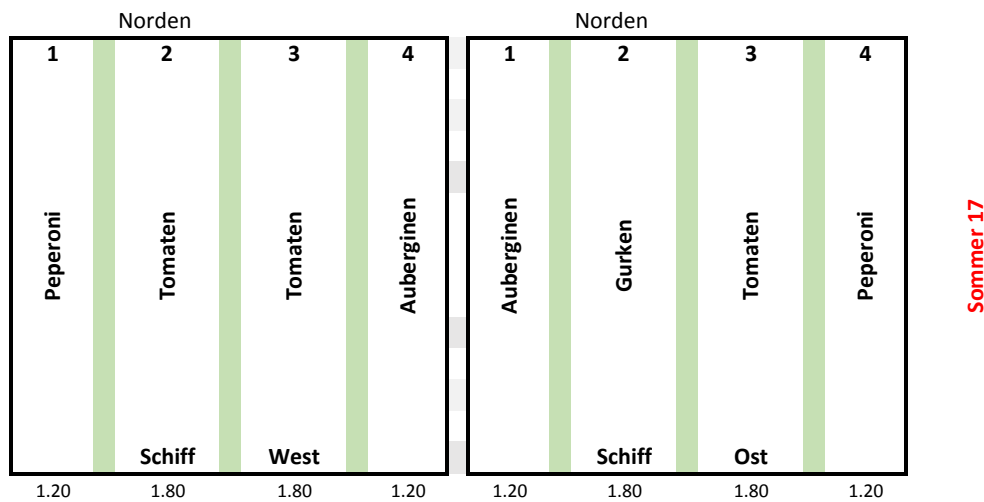 Norden
Norden
1 2 3 4
1 2 3 4
Peperoni
Tomaten
Tomaten
Auberginen
Auberginen
Gurken
Tomaten
Peperoni
Sommer 17
Schiff West
Schiff Ost
1.20 1.80 1.80 1.20
1.20 1.80 1.80 1.20